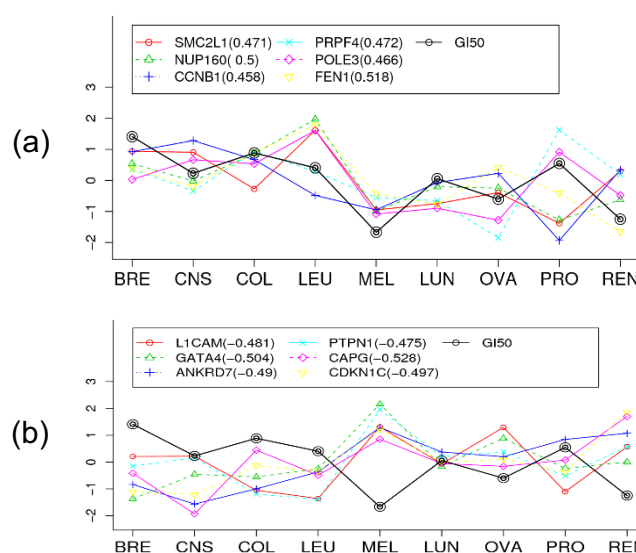 (a)
SMC2L1(0.471) PRPF4(0.472) GI50
NUP160( 0.5) POLE3(0.466)
CCNB1(0.458) FEN1(0.518)
3
2
1
0
−1
−2
BRE CNS COL LEU MEL LUN OVA PRO REN
(b)
L1CAM(−0.481) PTPN1(−0.475) GI50
GATA4(−0.504) CAPG(−0.528)
ANKRD7(−0.49) CDKN1C(−0.497)
3
2
1
0
−1
−2
BRE CNS COL LEU MEL LUN OVA PRO REN